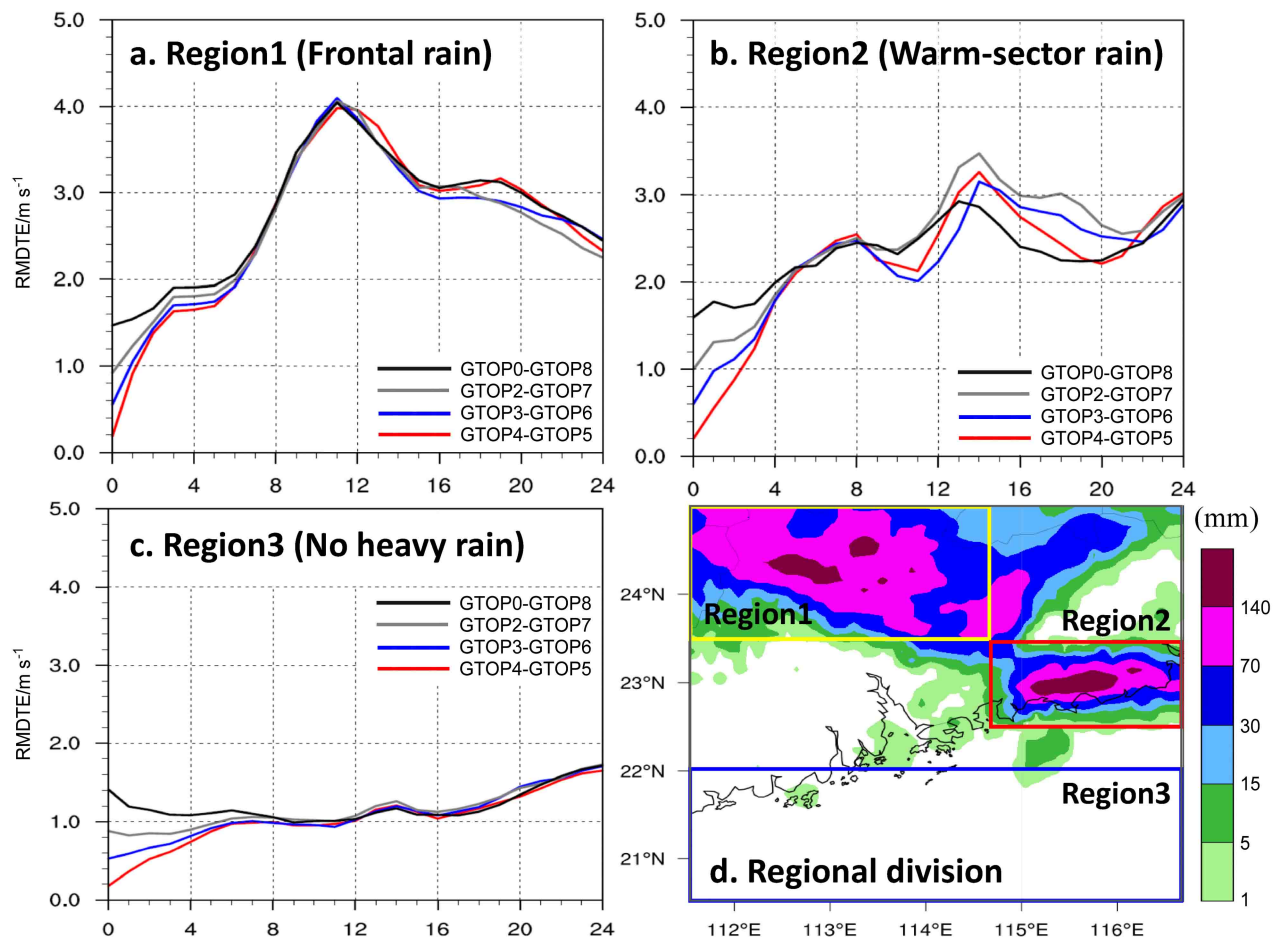 a. Region1 (Frontal rain)
RMDTE/m s⁻¹
5.0
4.0
3.0
2.0
1.0
0.0
GTOP0-GTOP8
GTOP2-GTOP7
GTOP3-GTOP6
GTOP4-GTOP5
0 4 8 12 16 20 24
b. Region2 (Warm-sector rain)
5.0
4.0
3.0
2.0
1.0
0.0
GTOP0-GTOP8
GTOP2-GTOP7
GTOP3-GTOP6
GTOP4-GTOP5
0 4 8 12 14 16 20 24
c. Region3 (No heavy rain)
RMDTE/m s⁻¹
5.0
4.0
3.0
2.0
1.0
0.0
GTOP0-GTOP8
GTOP2-GTOP7
GTOP3-GTOP6
GTOP4-GTOP5
0 4 8 12 16 20 24
24°N
23°N
22°N
21°N
Region1
Region2
Region3
d. Regional division
112°E 113°E 114°E 115°E 116°E
(mm)
140
70
30
15
5
1